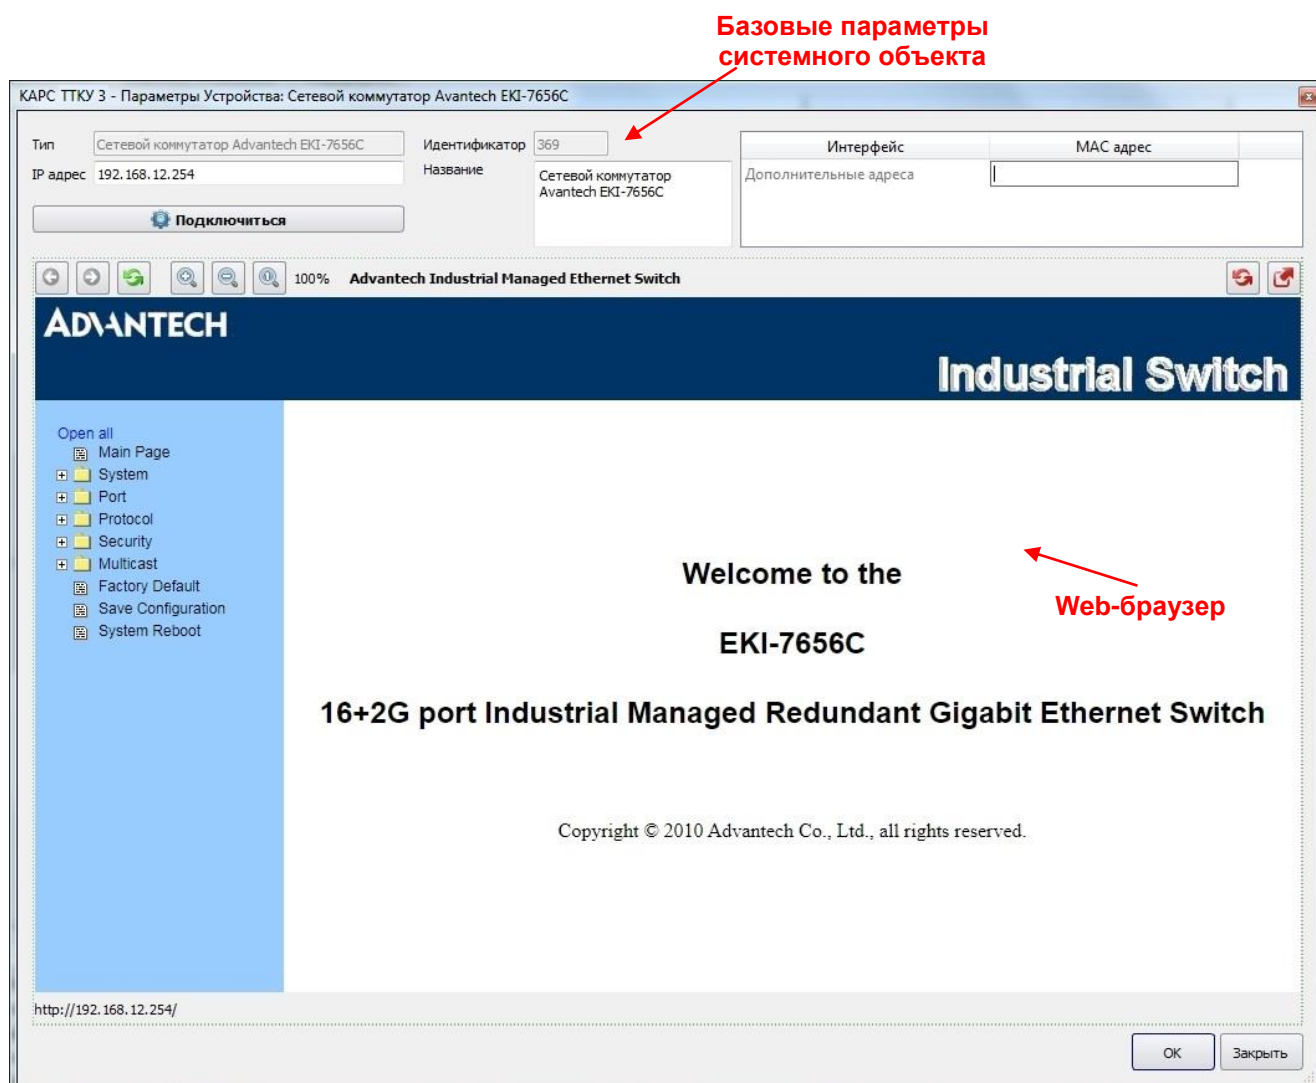 Базовые параметры
системного объекта
КАРС ТТКУ 3 - Параметры Устройства: Сетевой коммутатор Avantech EKI-7656C
Тип Сетевой коммутатор Advantech EKI-7656C Идентификатор 369 Интерфейс MAC адрес
IP адрес 192.168.12.254 Название Сетевой коммутатор Дополнительные адреса
Avantech EKI-7656C
Подключиться
100% Advantech Industrial Managed Ethernet Switch
ADVANTECH
Industrial Switch
Open all
Main Page
System
Port
Protocol
Security
Multicast
Factory Default
Save Configuration
System Reboot
Welcome to the
Web-браузер
EKI-7656C
16+2G port Industrial Managed Redundant Gigabit Ethernet Switch
Copyright © 2010 Advantech Co., Ltd., all rights reserved.
http://192.168.12.254/
OK Закрыть